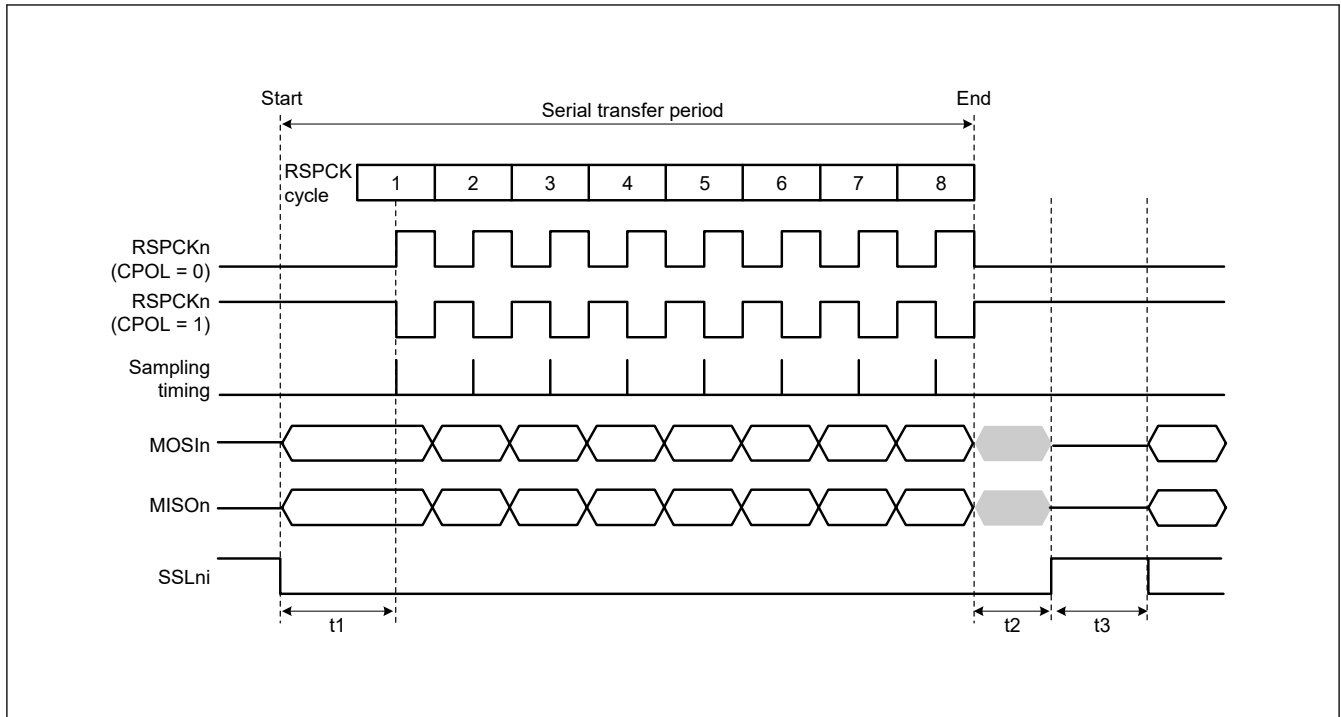 Start
End
Serial transfer period
RSPCK
cycle
1 2 3 4 5 6 7 8
RSPCKn
(CPOL = 0)
RSPCKn
(CPOL = 1)
Sampling
timing
MOSIn
MISOn
SSLni
t1
t2
t3